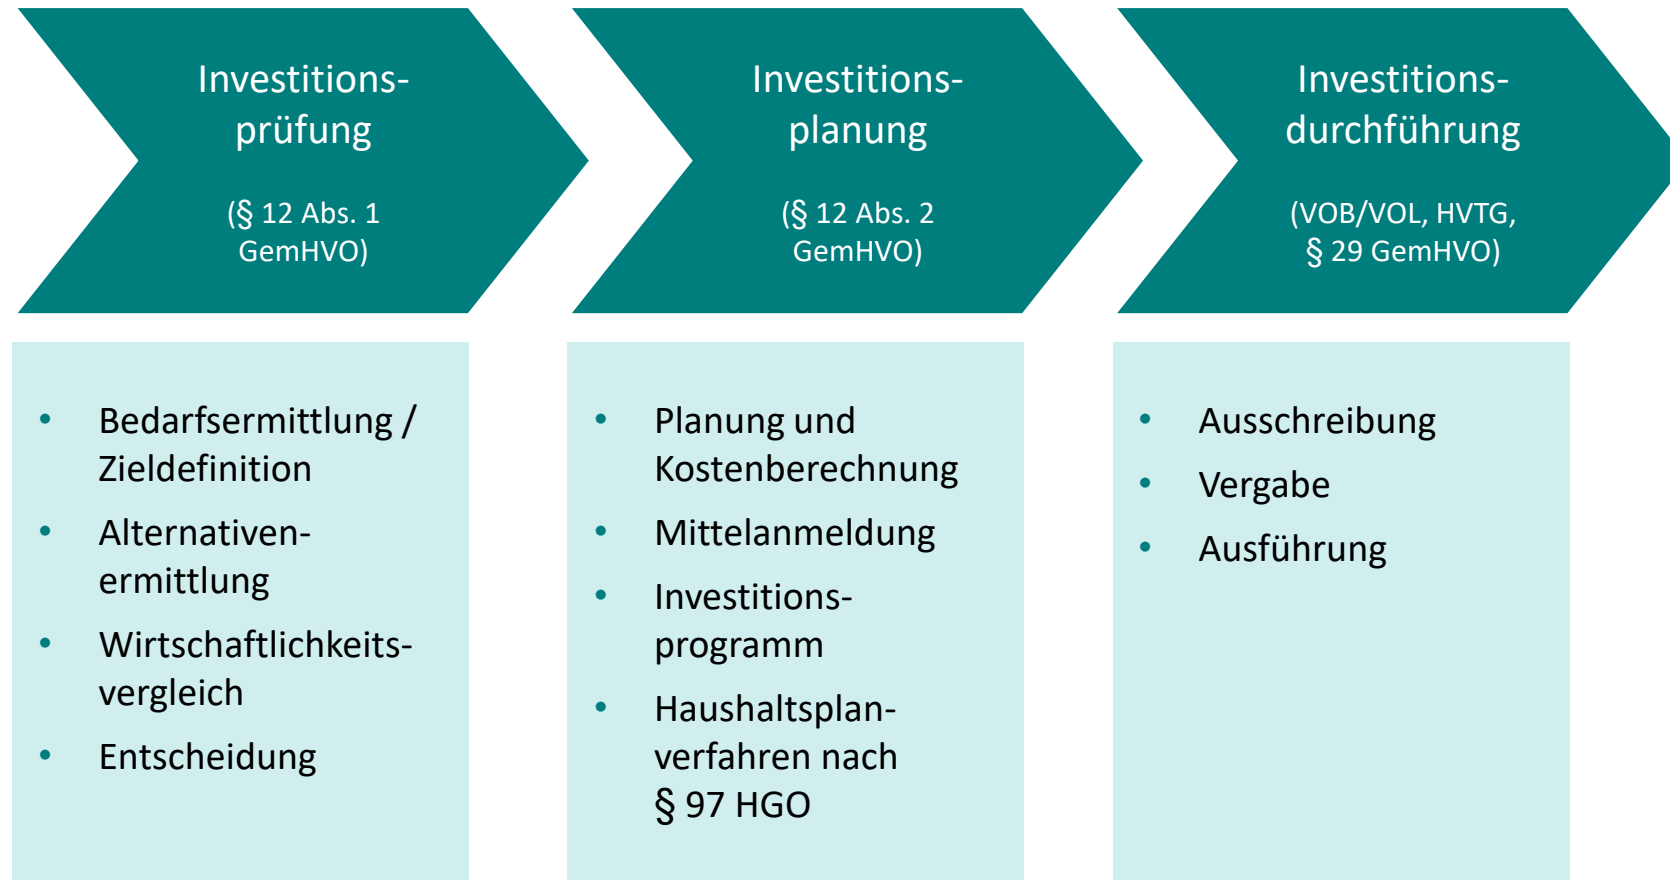 Investitions-
prüfung
(§ 12 Abs. 1
GemHVO)
Investitions-
planung
(§ 12 Abs. 2
GemHVO)
Investitions-
durchführung
(VOB/VOL, HVTG,
§ 29 GemHVO)
• Bedarfsermittlung /
Zieldefinition
• Alternativen-
ermittlung
• Wirtschaftlichkeits-
vergleich
• Entscheidung
• Planung und
Kostenberechnung
• Mittelanmeldung
• Investitions-
programm
• Haushaltsplan-
verfahren nach
§ 97 HGO
• Ausschreibung
• Vergabe
• Ausführung